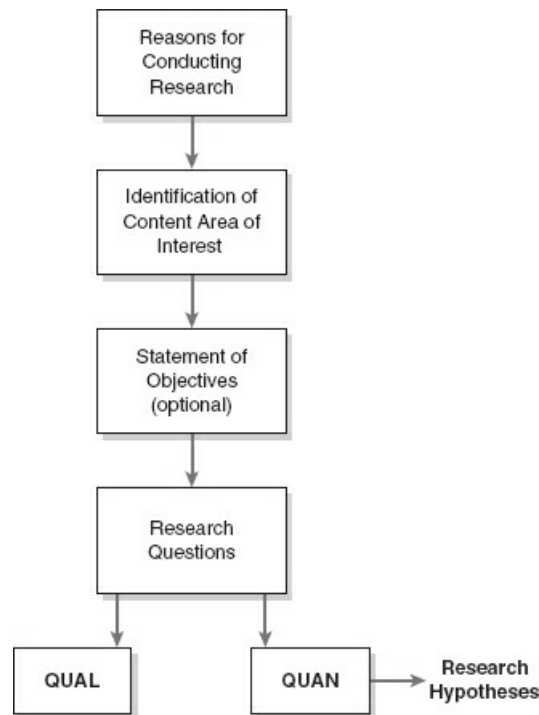 Reasons for
Conducting
Research
Identification of
Content Area of
Interest
Statement of
Objectives
(optional)
Research
Questions
QUAL
QUAN
Research
Hypotheses